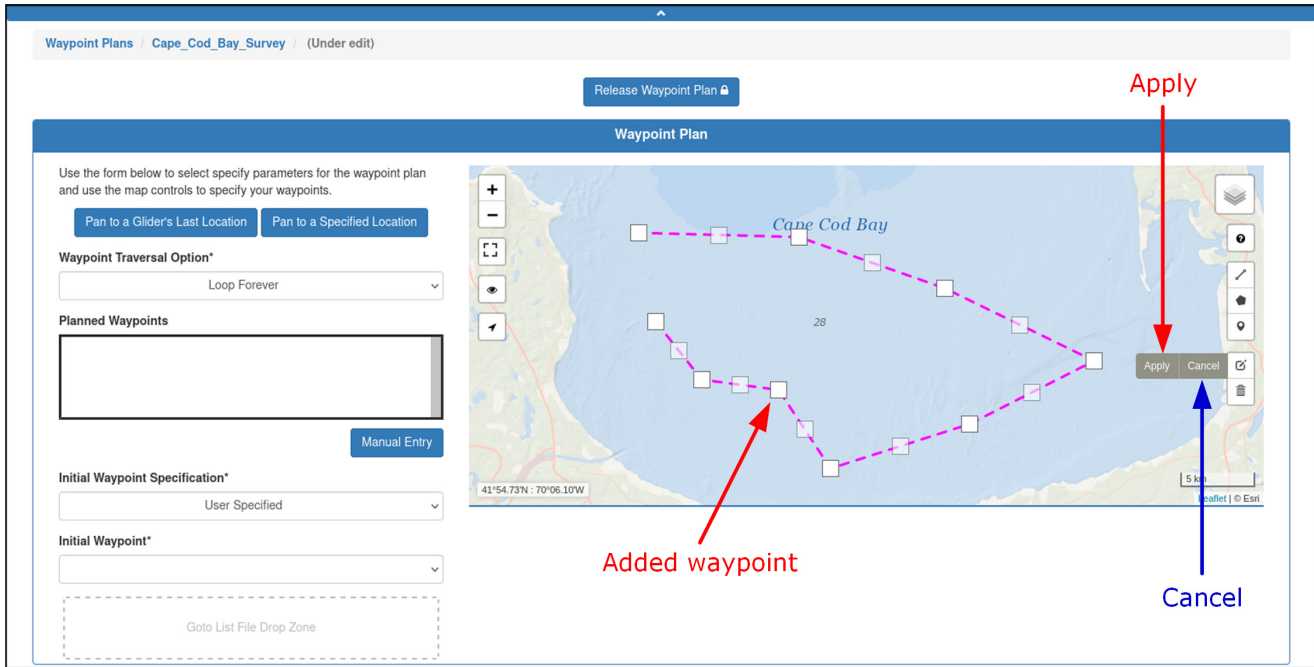 Waypoint Plans / Cape_Cod_Bay_Survey / (Under edit)
Release Waypoint Plan
Apply
Waypoint Plan
Use the form below to select specify parameters for the waypoint plan
and use the map controls to specify your waypoints.
Pan to a Glider's Last Location
Pan to a Specified Location
Waypoint Traversal Option*
Loop Forever
Planned Waypoints
Manual Entry
Initial Waypoint Specification*
User Specified
Initial Waypoint*
Goto List File Drop Zone
+
−
Cape Cod Bay
28
?
Apply
Cancel
41°54.73'N : 70°06.10'W
5 km
Leaflet | © Esri
Added waypoint
Cancel